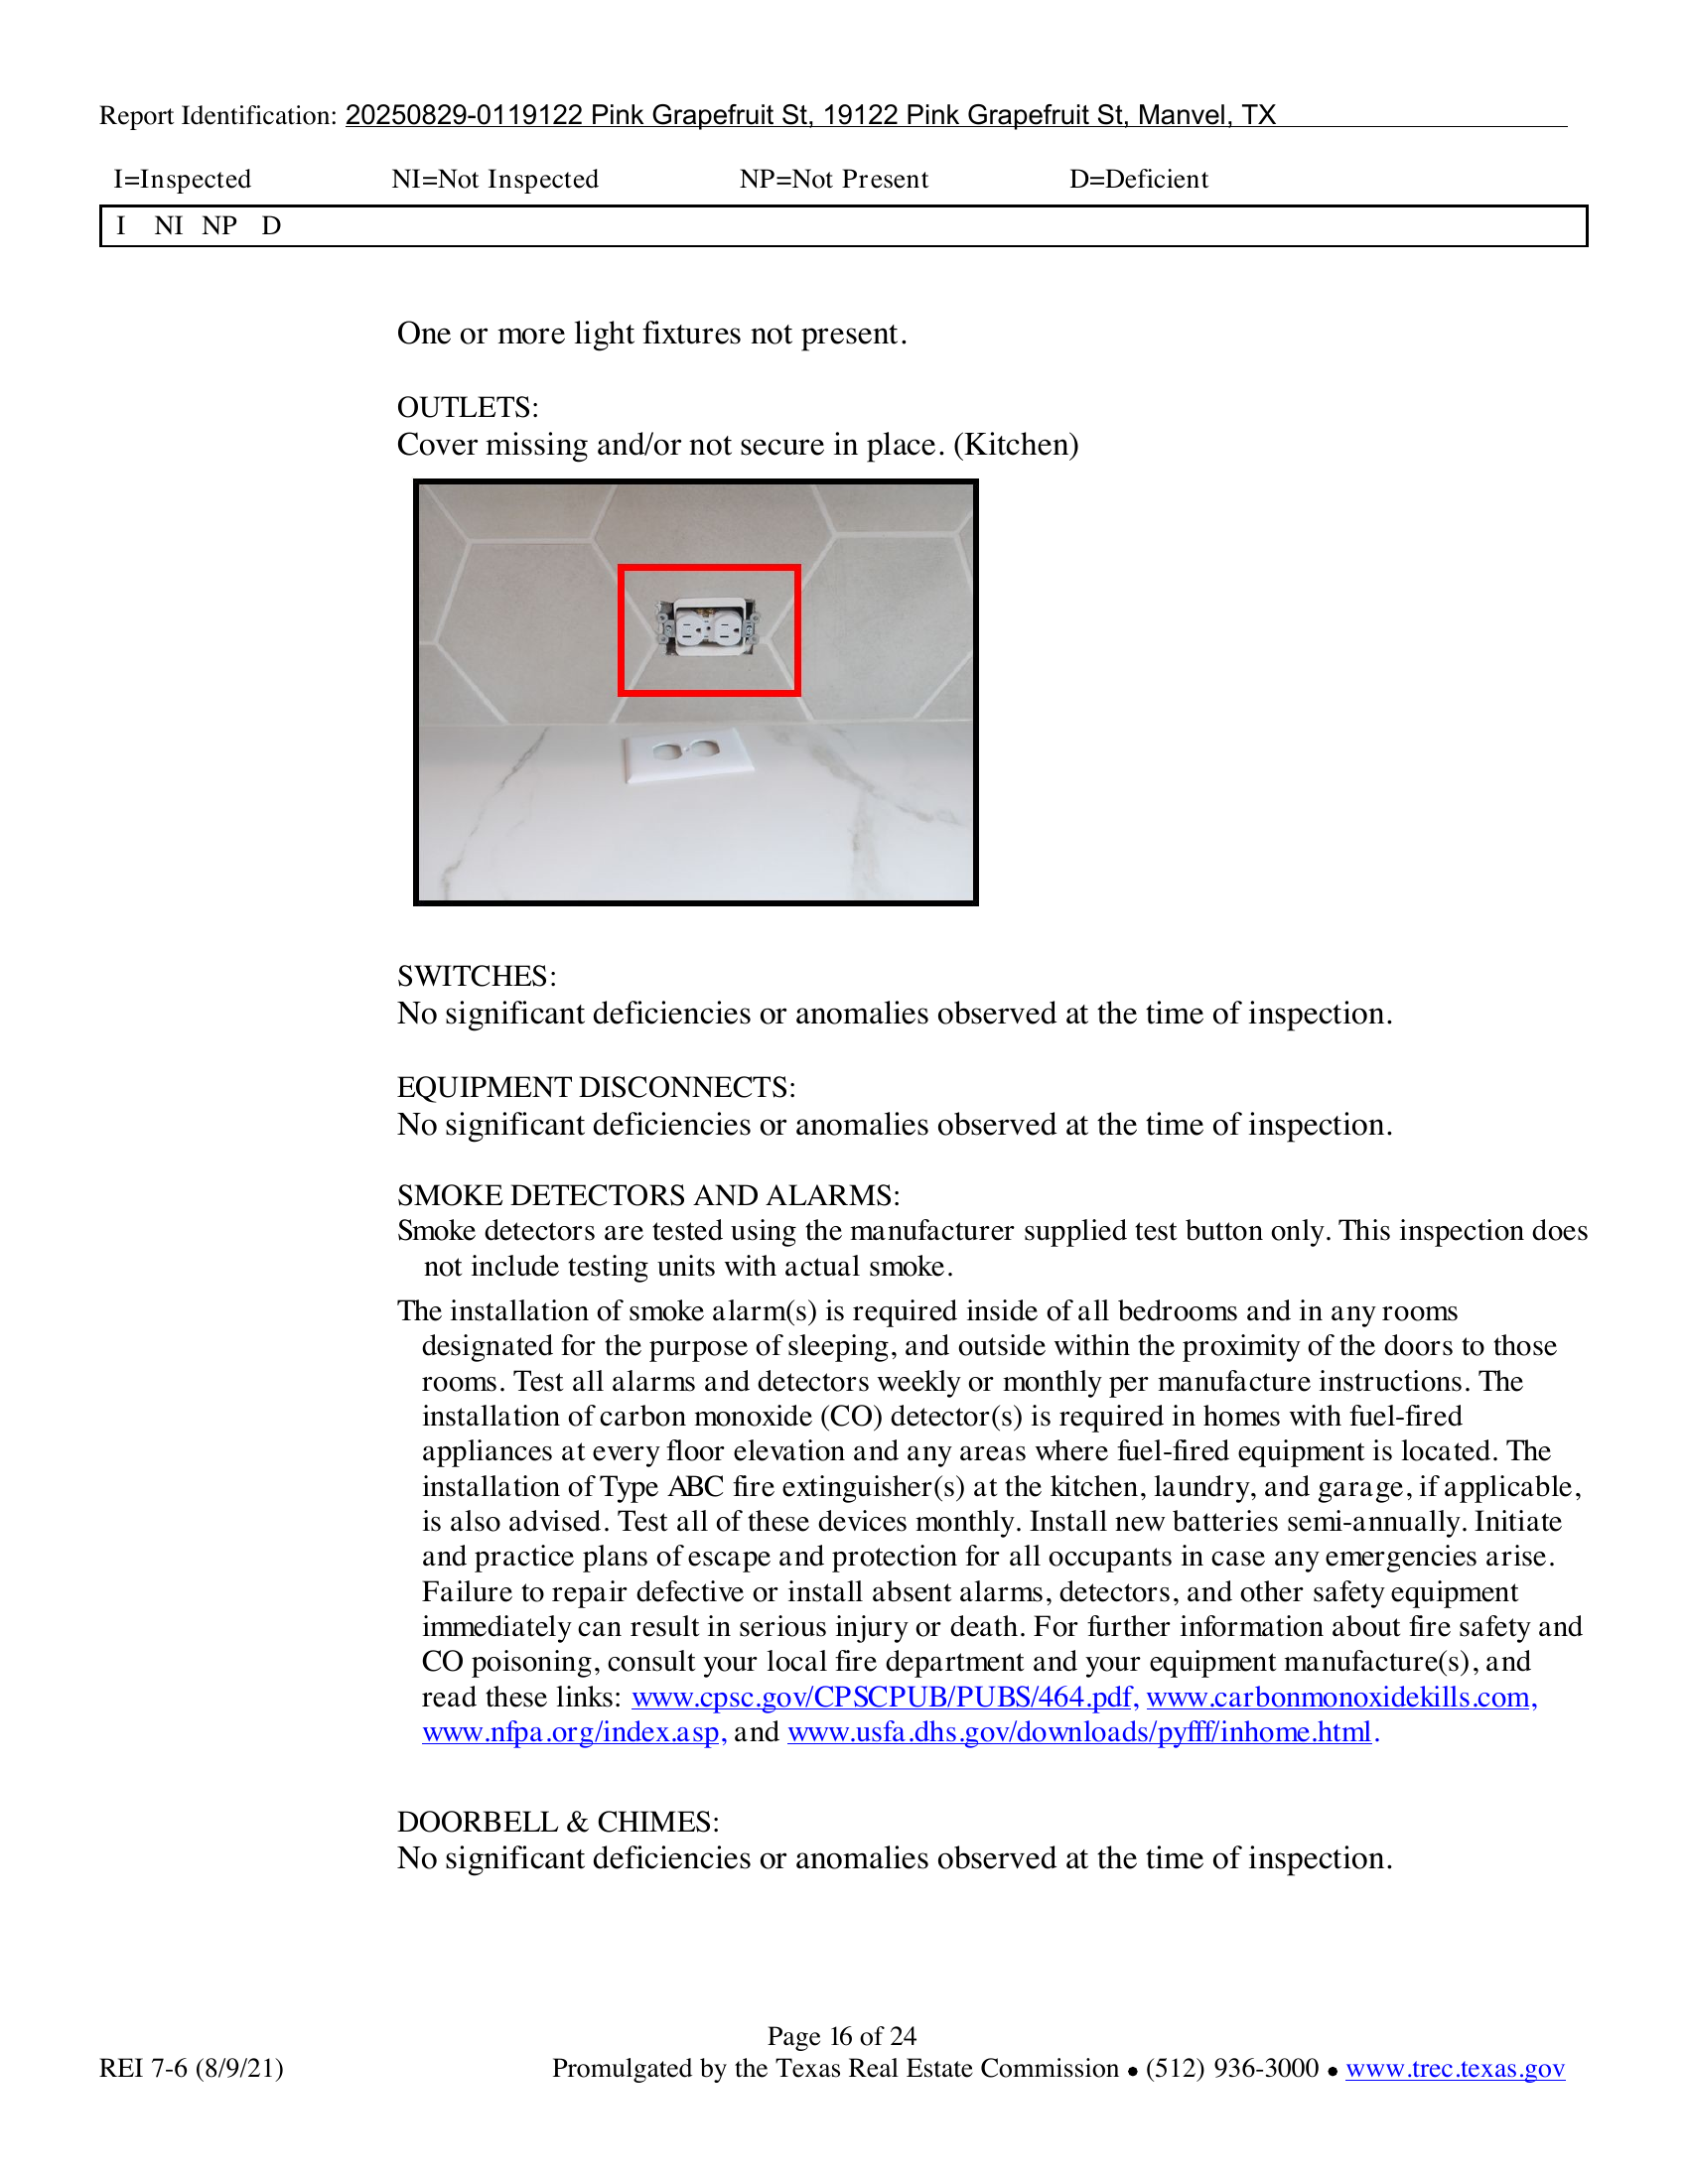 Report Identification: 20250829-0119122 Pink Grapefruit St, 19122 Pink Grapefruit St, Manvel, TX
I=Inspected NI=Not Inspected NP=Not Present D=Deficient
I NI NP D
One or more light fixtures not present.
OUTLETS:
Cover missing and/or not secure in place. (Kitchen)
SWITCHES:
No significant deficiencies or anomalies observed at the time of inspection.
EQUIPMENT DISCONNECTS:
No significant deficiencies or anomalies observed at the time of inspection.
SMOKE DETECTORS AND ALARMS:
Smoke detectors are tested using the manufacturer supplied test button only. This inspection does
not include testing units with actual smoke.
The installation of smoke alarm(s) is required inside of all bedrooms and in any rooms
designated for the purpose of sleeping, and outside within the proximity of the doors to those
rooms. Test all alarms and detectors weekly or monthly per manufacture instructions. The
installation of carbon monoxide (CO) detector(s) is required in homes with fuel-fired
appliances at every floor elevation and any areas where fuel-fired equipment is located. The
installation of Type ABC fire extinguisher(s) at the kitchen, laundry, and garage, if applicable,
is also advised. Test all of these devices monthly. Install new batteries semi-annually. Initiate
and practice plans of escape and protection for all occupants in case any emergencies arise.
Failure to repair defective or install absent alarms, detectors, and other safety equipment
immediately can result in serious injury or death. For further information about fire safety and
CO poisoning, consult your local fire department and your equipment manufacture(s), and
read these links: www.cpsc.gov/CPSCPUB/PUBS/464.pdf, www.carbonmonoxidekills.com,
www.nfpa.org/index.asp, and www.usfa.dhs.gov/downloads/pyfff/inhome.html.
DOORBELL & CHIMES:
No significant deficiencies or anomalies observed at the time of inspection.
Page 16 of 24
REI 7-6 (8/9/21) Promulgated by the Texas Real Estate Commission • (512) 936-3000 • www.trec.texas.gov